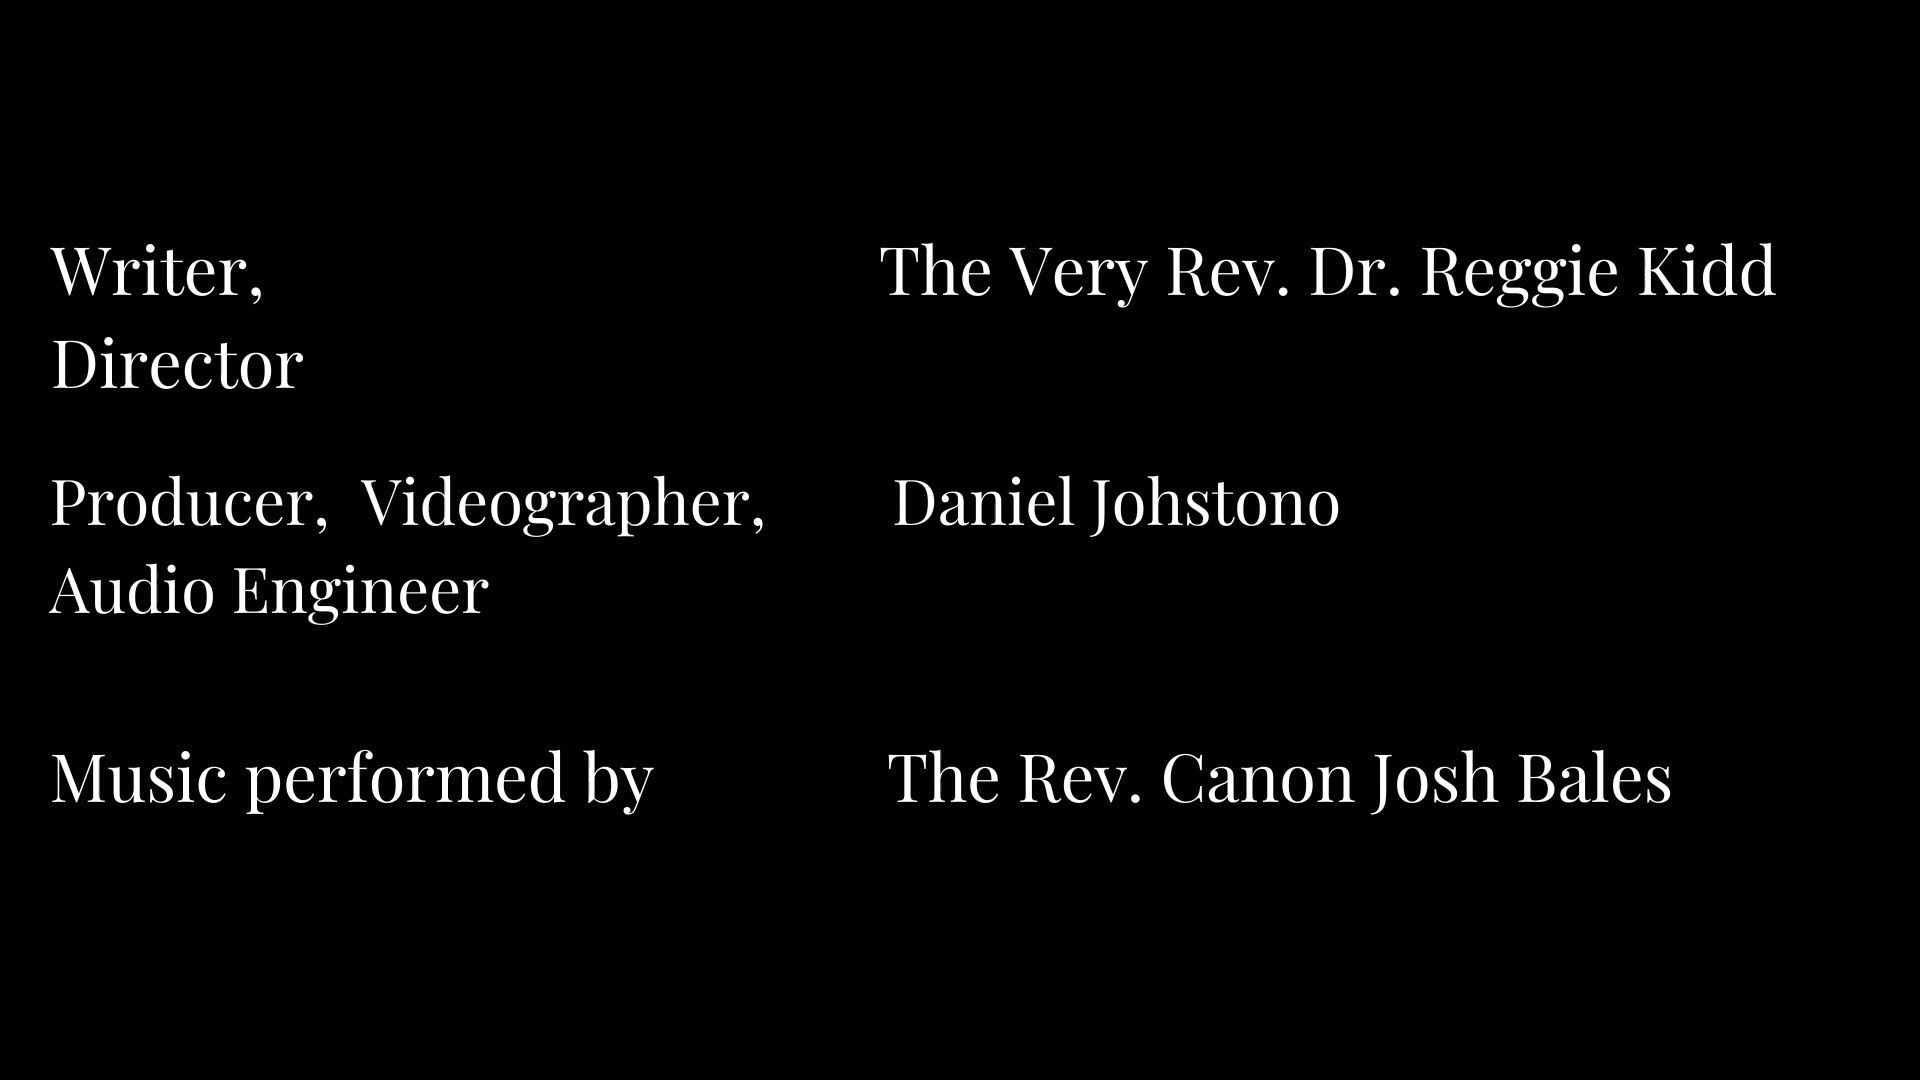 Writer, The Very Rev. Dr. Reggie Kidd
Director
Producer, Videographer, Daniel Johstono
Audio Engineer
Music performed by The Rev. Canon Josh Bales